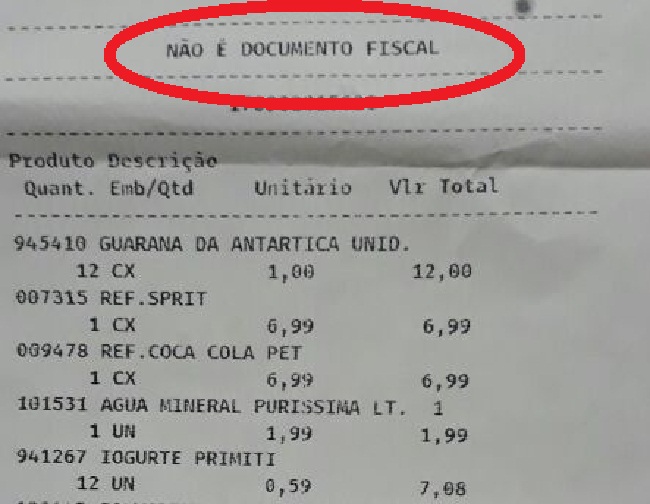 NÃO É DOCUMENTO FISCAL
Produto Descrição
Quant. Emb/Qtd Unitário Vlr Total
945410 GUARANA DA ANTARTICA UNID.
12 CX 1,00 12,00
007315 REF.SPRIT
1 CX 6,99 6,99
009478 REF.COCA COLA PET
1 CX 6,99 6,99
101531 AGUA MINERAL PURISSIMA LT. 1
1 UN 1,99 1,99
941267 IOGURTE PRIMITI
12 UN 0,59 7,08